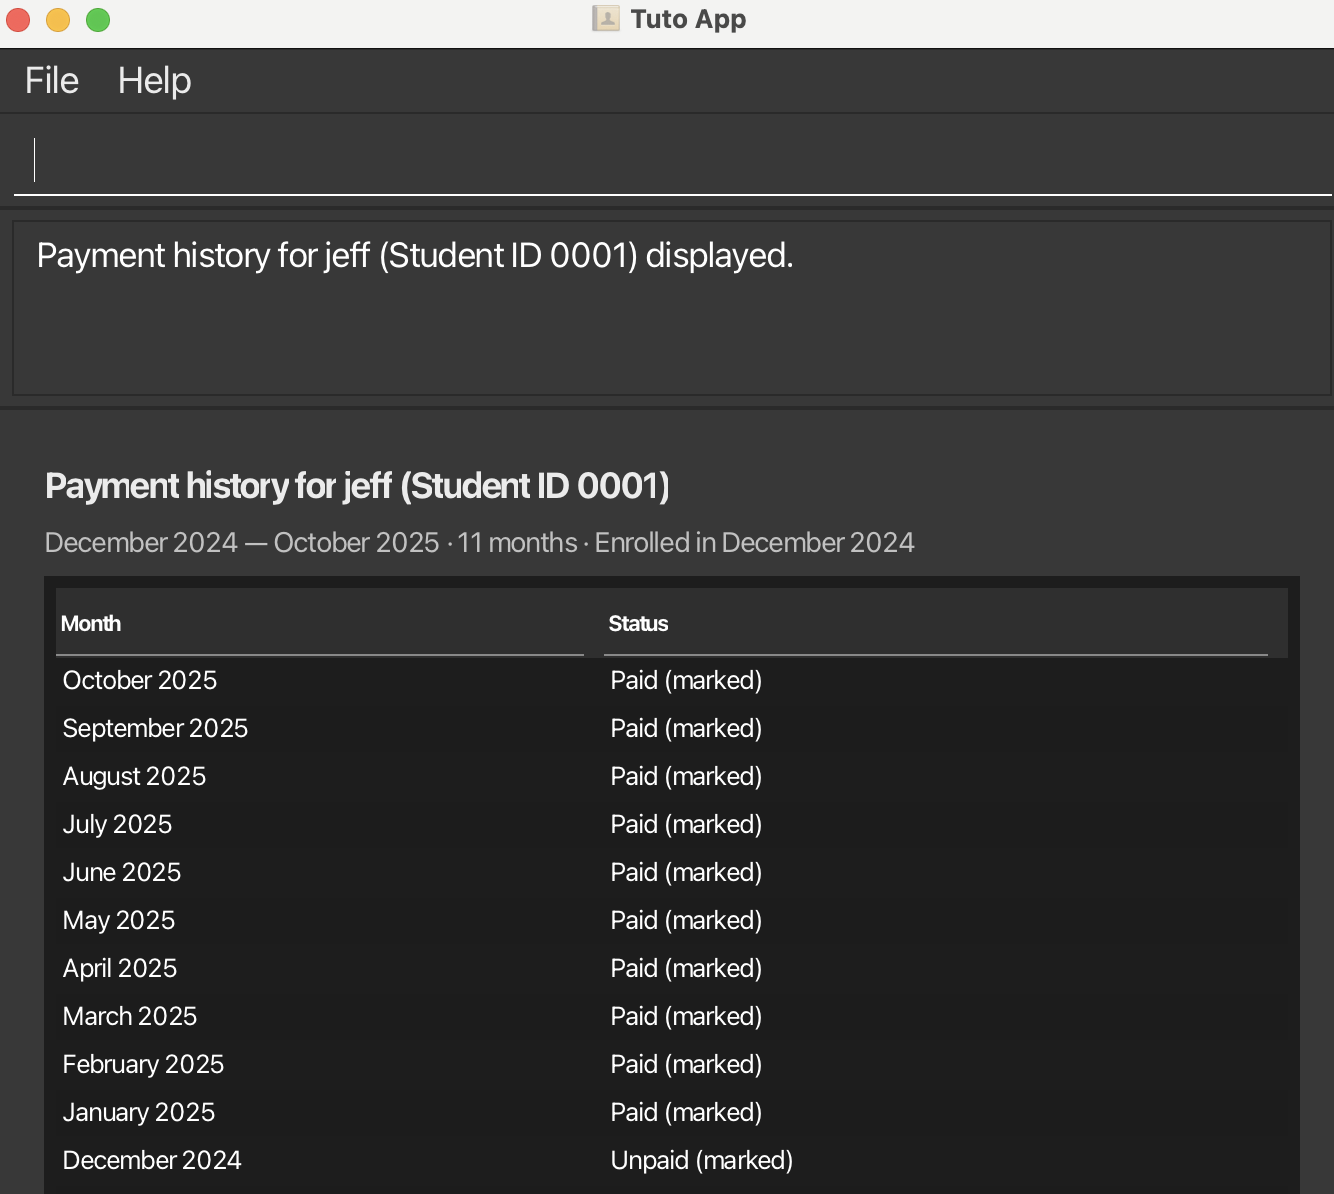 Tuto App
File Help
Payment history for jeff (Student ID 0001) displayed.
Payment history for jeff (Student ID 0001)
December 2024 — October 2025 · 11 months · Enrolled in December 2024
Month Status
October 2025 Paid (marked)
September 2025 Paid (marked)
August 2025 Paid (marked)
July 2025 Paid (marked)
June 2025 Paid (marked)
May 2025 Paid (marked)
April 2025 Paid (marked)
March 2025 Paid (marked)
February 2025 Paid (marked)
January 2025 Paid (marked)
December 2024 Unpaid (marked)